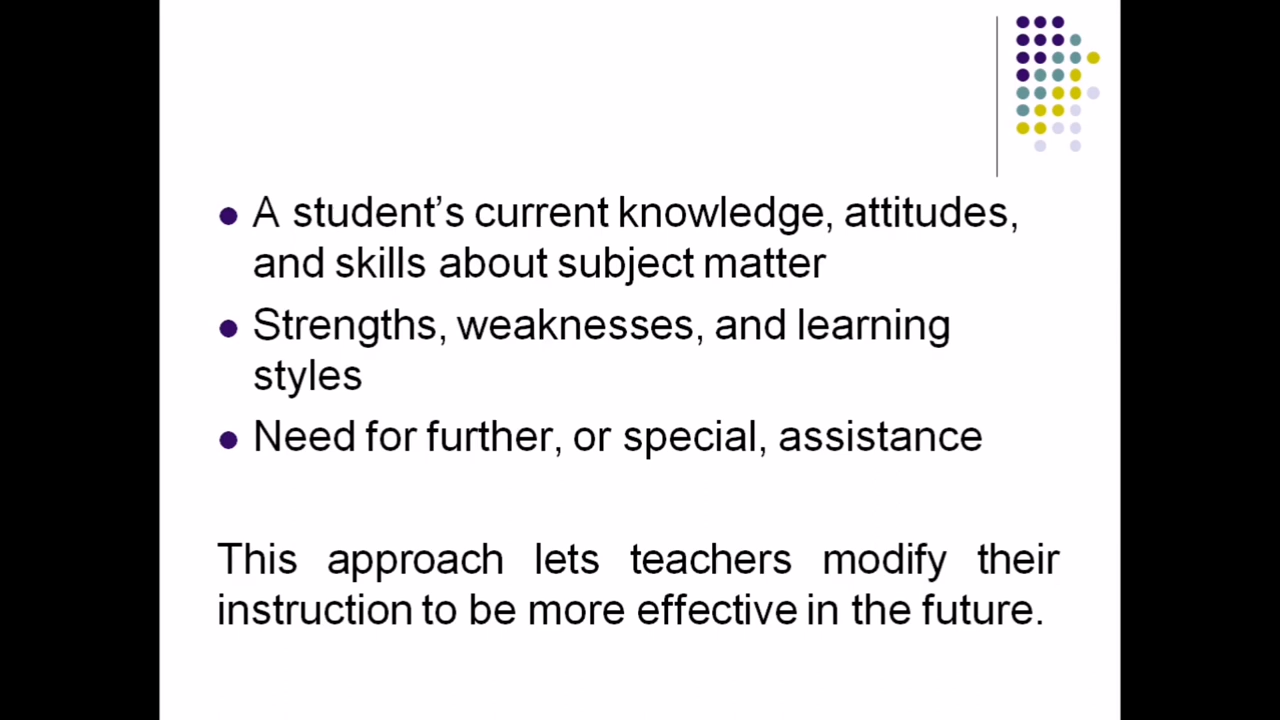 A student’s current knowledge, attitudes,
and skills about subject matter
Strengths, weaknesses, and learning
styles
Need for further, or special, assistance
This approach lets teachers modify their
instruction to be more effective in the future.